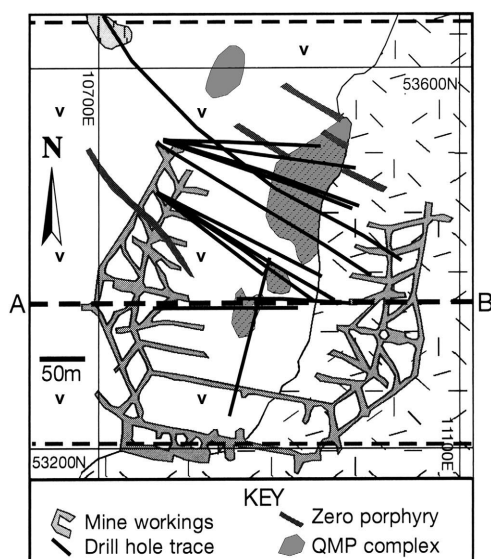 v
53600N
10700E
v
v
N
v
v
A
B
50m
v
v
11100E
53200N
KEY
Mine workings
Zero porphyry
Drill hole trace
QMP complex